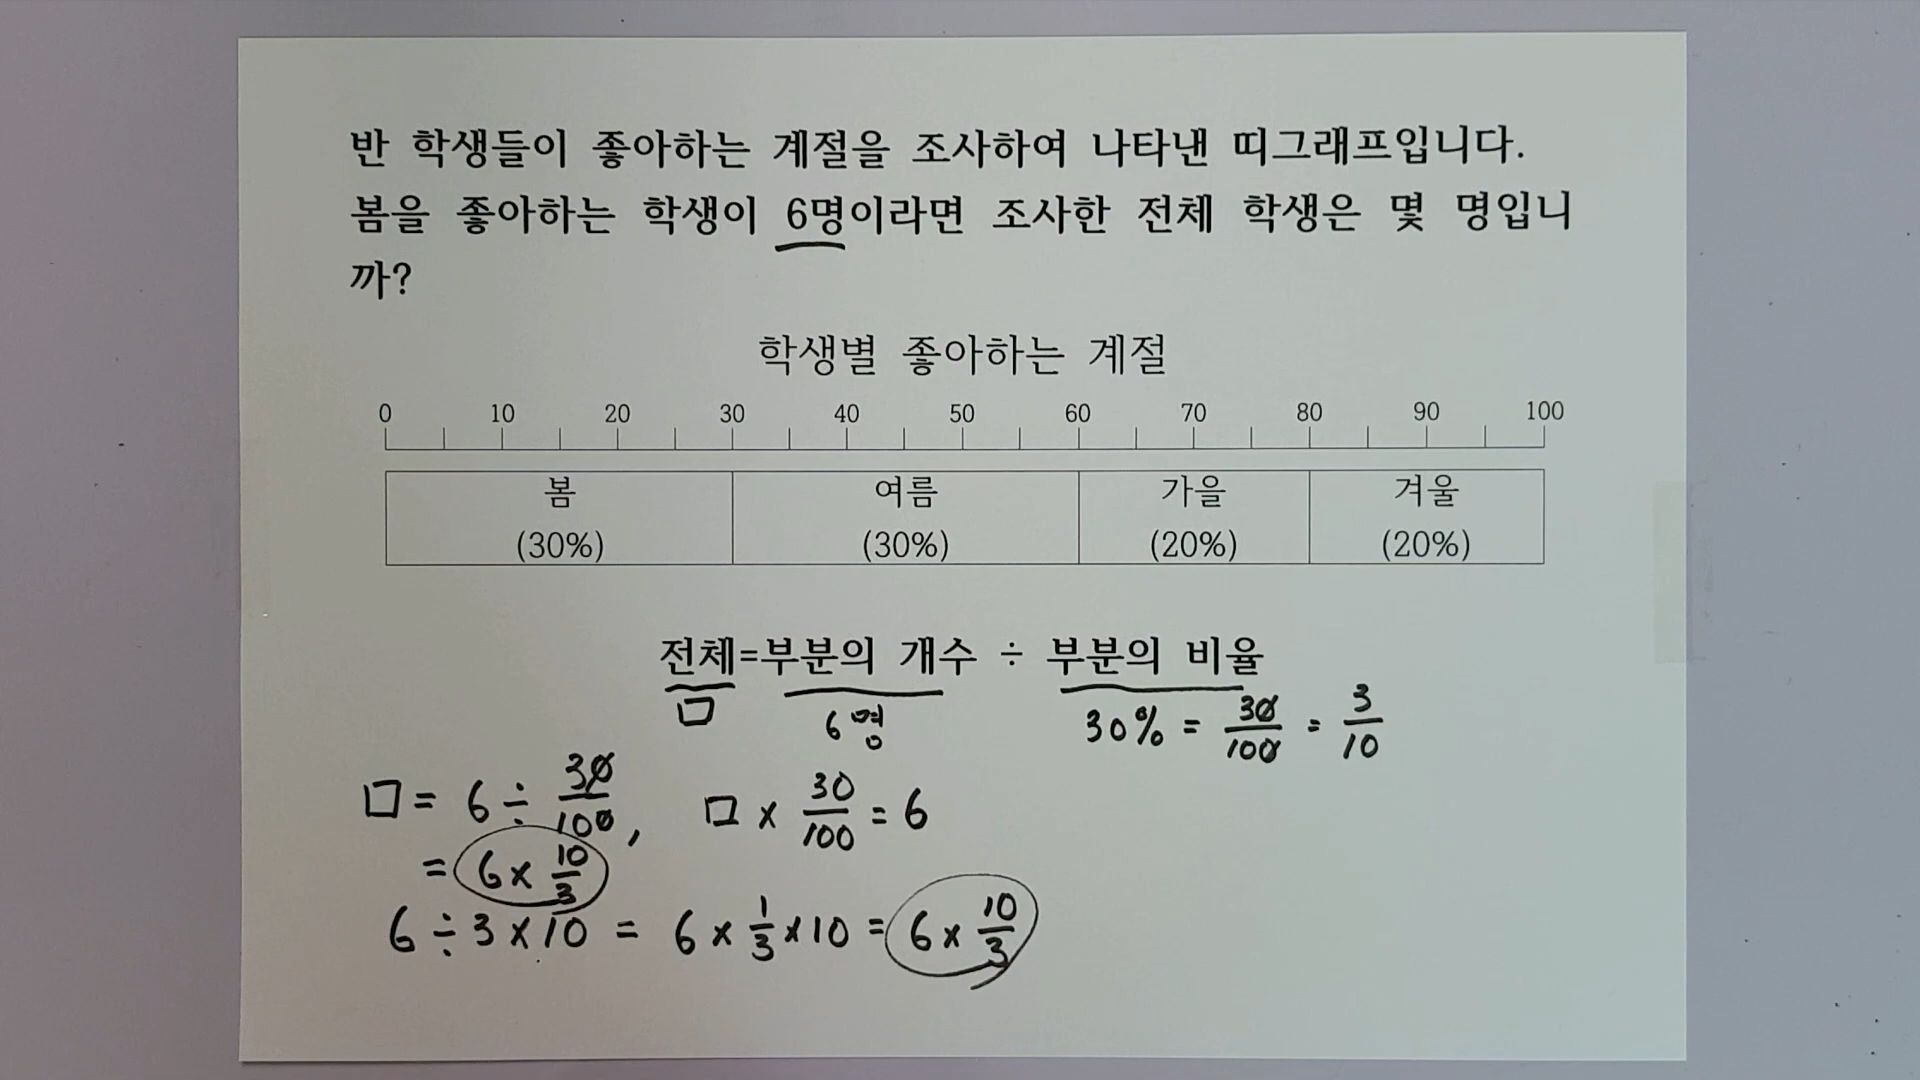 반 학생들이 좋아하는 계절을 조사하여 나타낸 띠그래프입니다.
봄을 좋아하는 학생이 6명이라면 조사한 전체 학생은 몇 명입니
까?
학생별 좋아하는 계절
0 10 20 30 40 50 60 70 80 90 100
봄 여름 가을 겨울
(30%) (30%) (20%) (20%)
전체=부분의 개수 ÷ 부분의 비율
□ 6명 30% = 30/100 = 3/10
□ = 6 ÷ 30/100, □ × 30/100 = 6
= 6 × 10/3
6 ÷ 3 × 10 = 6 × 1/3 × 10 = 6 × 10/3